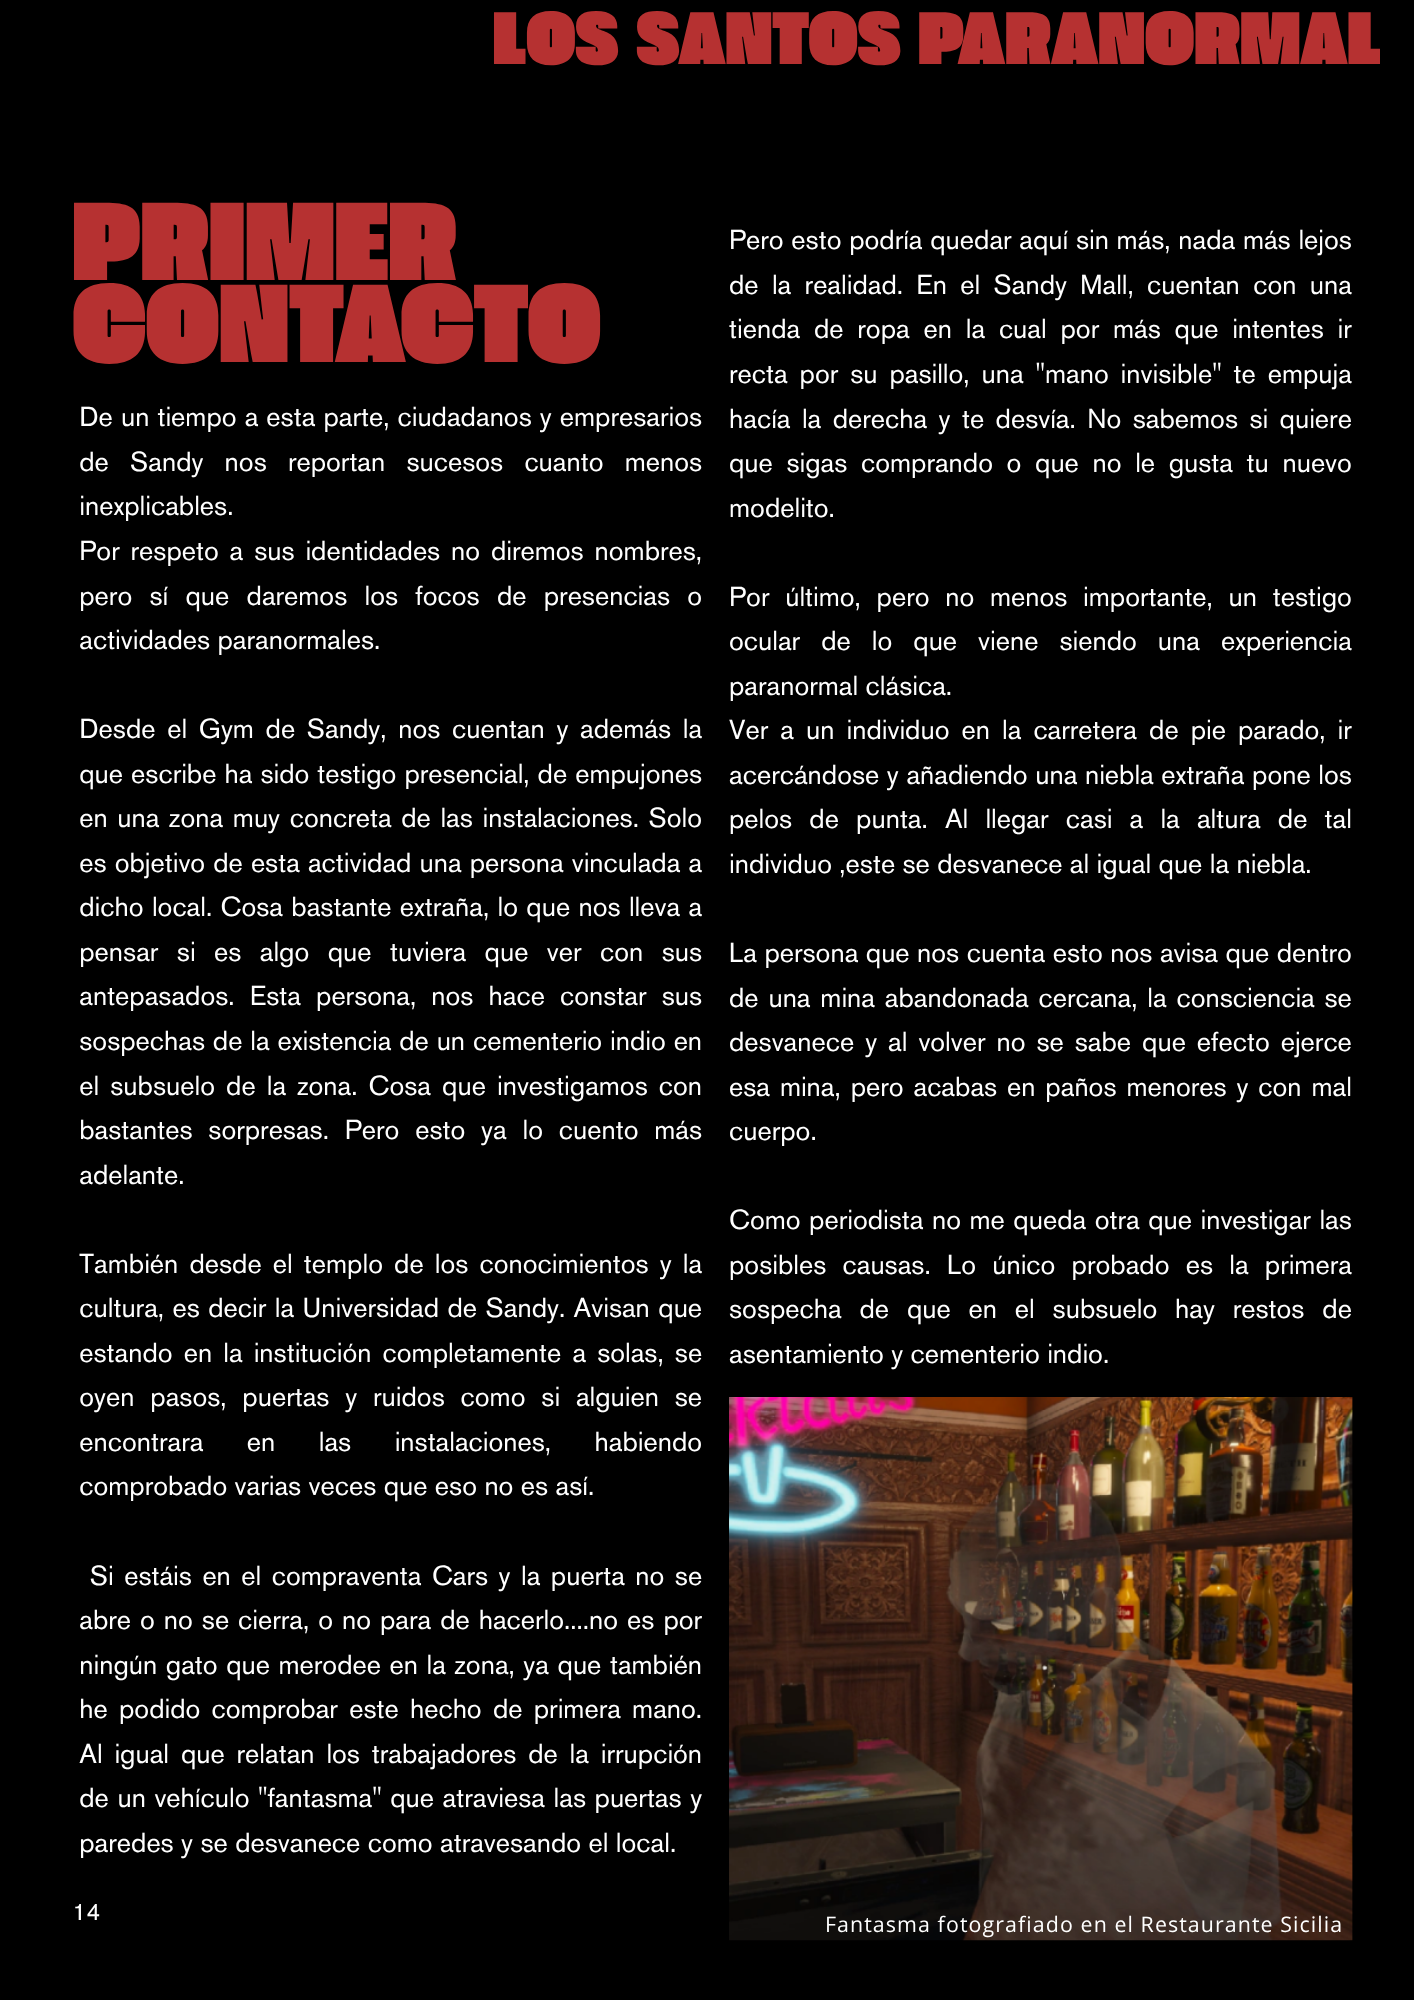 LOS SANTOS PARANORMAL
PRIMER
CONTACTO
De un tiempo a esta parte, ciudadanos y empresarios
de Sandy nos reportan sucesos cuanto menos
inexplicables.
Por respeto a sus identidades no diremos nombres,
pero sí que daremos los focos de presencias o
actividades paranormales.
Desde el Gym de Sandy, nos cuentan y además la
que escribe ha sido testigo presencial, de empujones
en una zona muy concreta de las instalaciones. Solo
es objetivo de esta actividad una persona vinculada a
dicho local. Cosa bastante extraña, lo que nos lleva a
pensar si es algo que tuviera que ver con sus
antepasados. Esta persona, nos hace constar sus
sospechas de la existencia de un cementerio indio en
el subsuelo de la zona. Cosa que investigamos con
bastantes sorpresas. Pero esto ya lo cuento más
adelante.
También desde el templo de los conocimientos y la
cultura, es decir la Universidad de Sandy. Avisan que
estando en la institución completamente a solas, se
oyen pasos, puertas y ruidos como si alguien se
encontrara en las instalaciones, habiendo
comprobado varias veces que eso no es así.
Si estáis en el compraventa Cars y la puerta no se
abre o no se cierra, o no para de hacerlo....no es por
ningún gato que merodee en la zona, ya que también
he podido comprobar este hecho de primera mano.
Al igual que relatan los trabajadores de la irrupción
de un vehículo "fantasma" que atraviesa las puertas y
paredes y se desvanece como atravesando el local.
14
Pero esto podría quedar aquí sin más, nada más lejos
de la realidad. En el Sandy Mall, cuentan con una
tienda de ropa en la cual por más que intentes ir
recta por su pasillo, una "mano invisible" te empuja
hacía la derecha y te desvía. No sabemos si quiere
que sigas comprando o que no le gusta tu nuevo
modelito.
Por último, pero no menos importante, un testigo
ocular de lo que viene siendo una experiencia
paranormal clásica.
Ver a un individuo en la carretera de pie parado, ir
acercándose y añadiendo una niebla extraña pone los
pelos de punta. Al llegar casi a la altura de tal
individuo ,este se desvanece al igual que la niebla.
La persona que nos cuenta esto nos avisa que dentro
de una mina abandonada cercana, la consciencia se
desvanece y al volver no se sabe que efecto ejerce
esa mina, pero acabas en paños menores y con mal
cuerpo.
Como periodista no me queda otra que investigar las
posibles causas. Lo único probado es la primera
sospecha de que en el subsuelo hay restos de
asentamiento y cementerio indio.
Fantasma fotografiado en el Restaurante Sicilia